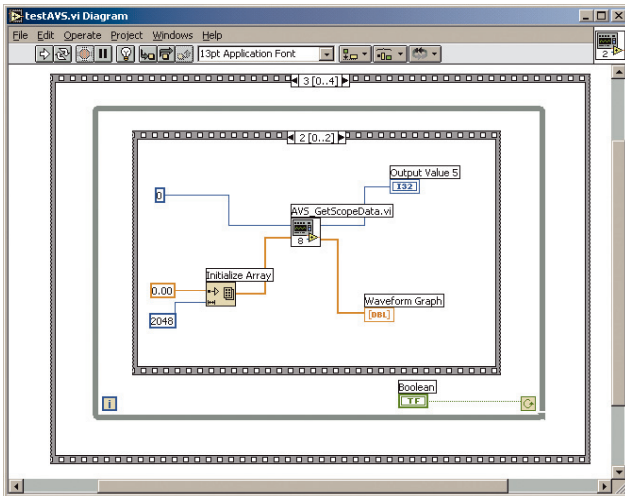 testAVS.vi Diagram
File Edit Operate Project Windows Help
13pt Application Font
2
3 [0..4]
2 [0..2]
Output Value 5
I32
0
AVS_GetScopeData.vi
8
Initialize Array
0.00
2048
Waveform Graph
[DBL]
Boolean
TF
i